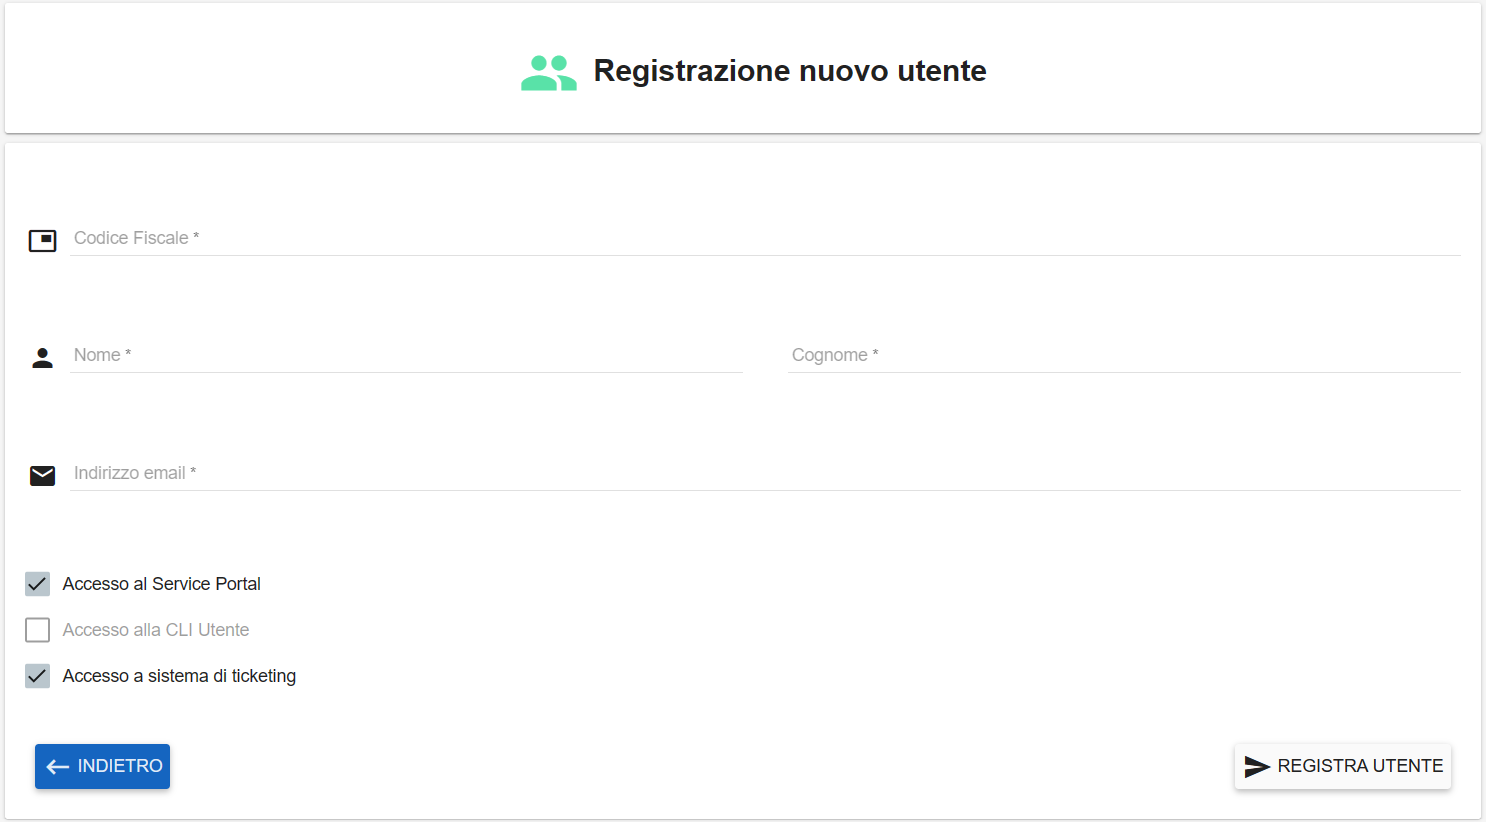 Registrazione nuovo utente
Codice Fiscale *
Nome *
Cognome *
Indirizzo email *
Accesso al Service Portal
Accesso alla CLI Utente
Accesso a sistema di ticketing
INDIETRO
REGISTRA UTENTE